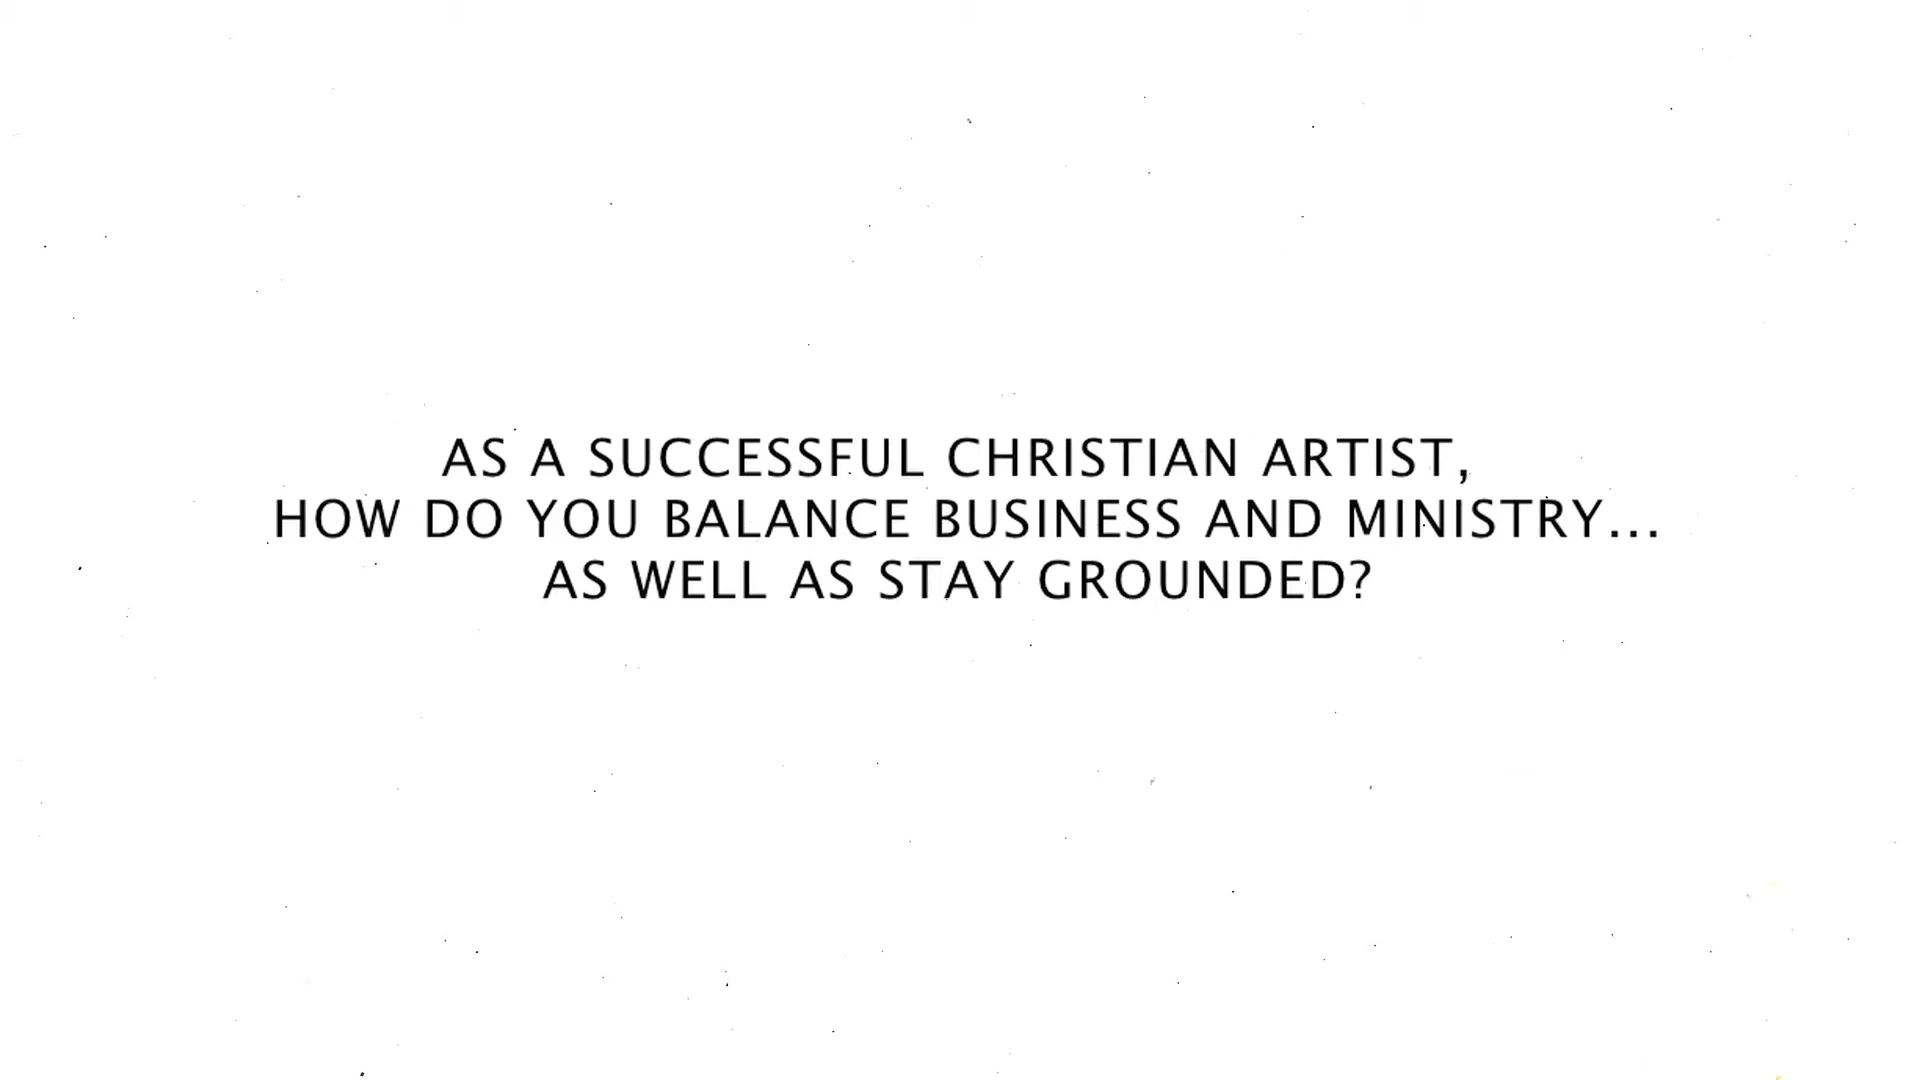 AS A SUCCESSFUL CHRISTIAN ARTIST,
HOW DO YOU BALANCE BUSINESS AND MINISTRY...
AS WELL AS STAY GROUNDED?